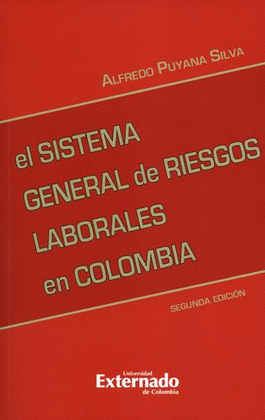 ALFREDO PUYANA SILVA
el SISTEMA
GENERAL de RIESGOS
LABORALES
en COLOMBIA
SEGUNDA EDICIÓN
Universidad
Externado
de Colombia